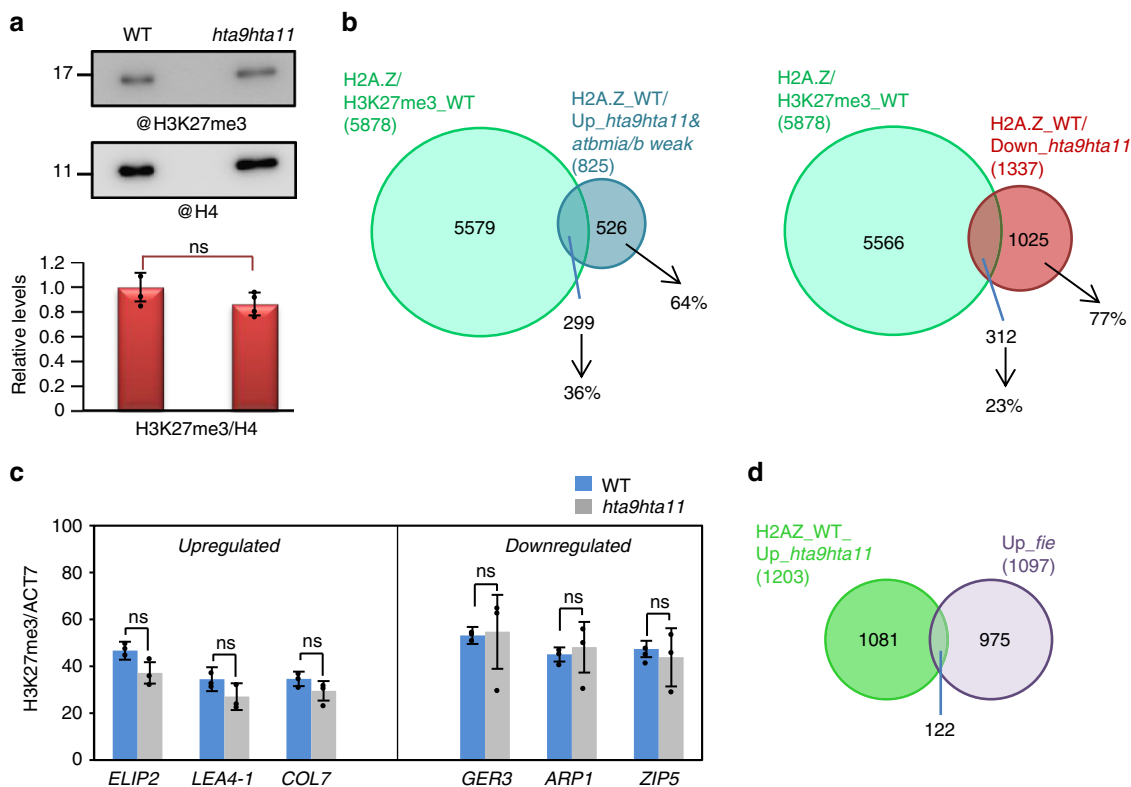 a
WT
hta9hta11
17
@H3K27me3
11
@H4
ns
Relative levels
1.2
1.0
0.8
0.6
0.4
0.2
0
H3K27me3/H4
b
H2A.Z/
H3K27me3_WT
(5878)
H2A.Z_WT/
Up_hta9hta11&
atbmia/b weak
(825)
5579
526
64%
299
36%
H2A.Z/
H3K27me3_WT
(5878)
H2A.Z_WT/
Down_hta9hta11
(1337)
5566
1025
77%
312
23%
c
WT
hta9hta11
H3K27me3/ACT7
100
80
60
40
20
0
Upregulated
Downregulated
ns
ns
ns
ns
ns
ns
ELIP2
LEA4-1
COL7
GER3
ARP1
ZIP5
d
H2AZ_WT_
Up_hta9hta11
(1203)
Up_fie
(1097)
1081
975
122